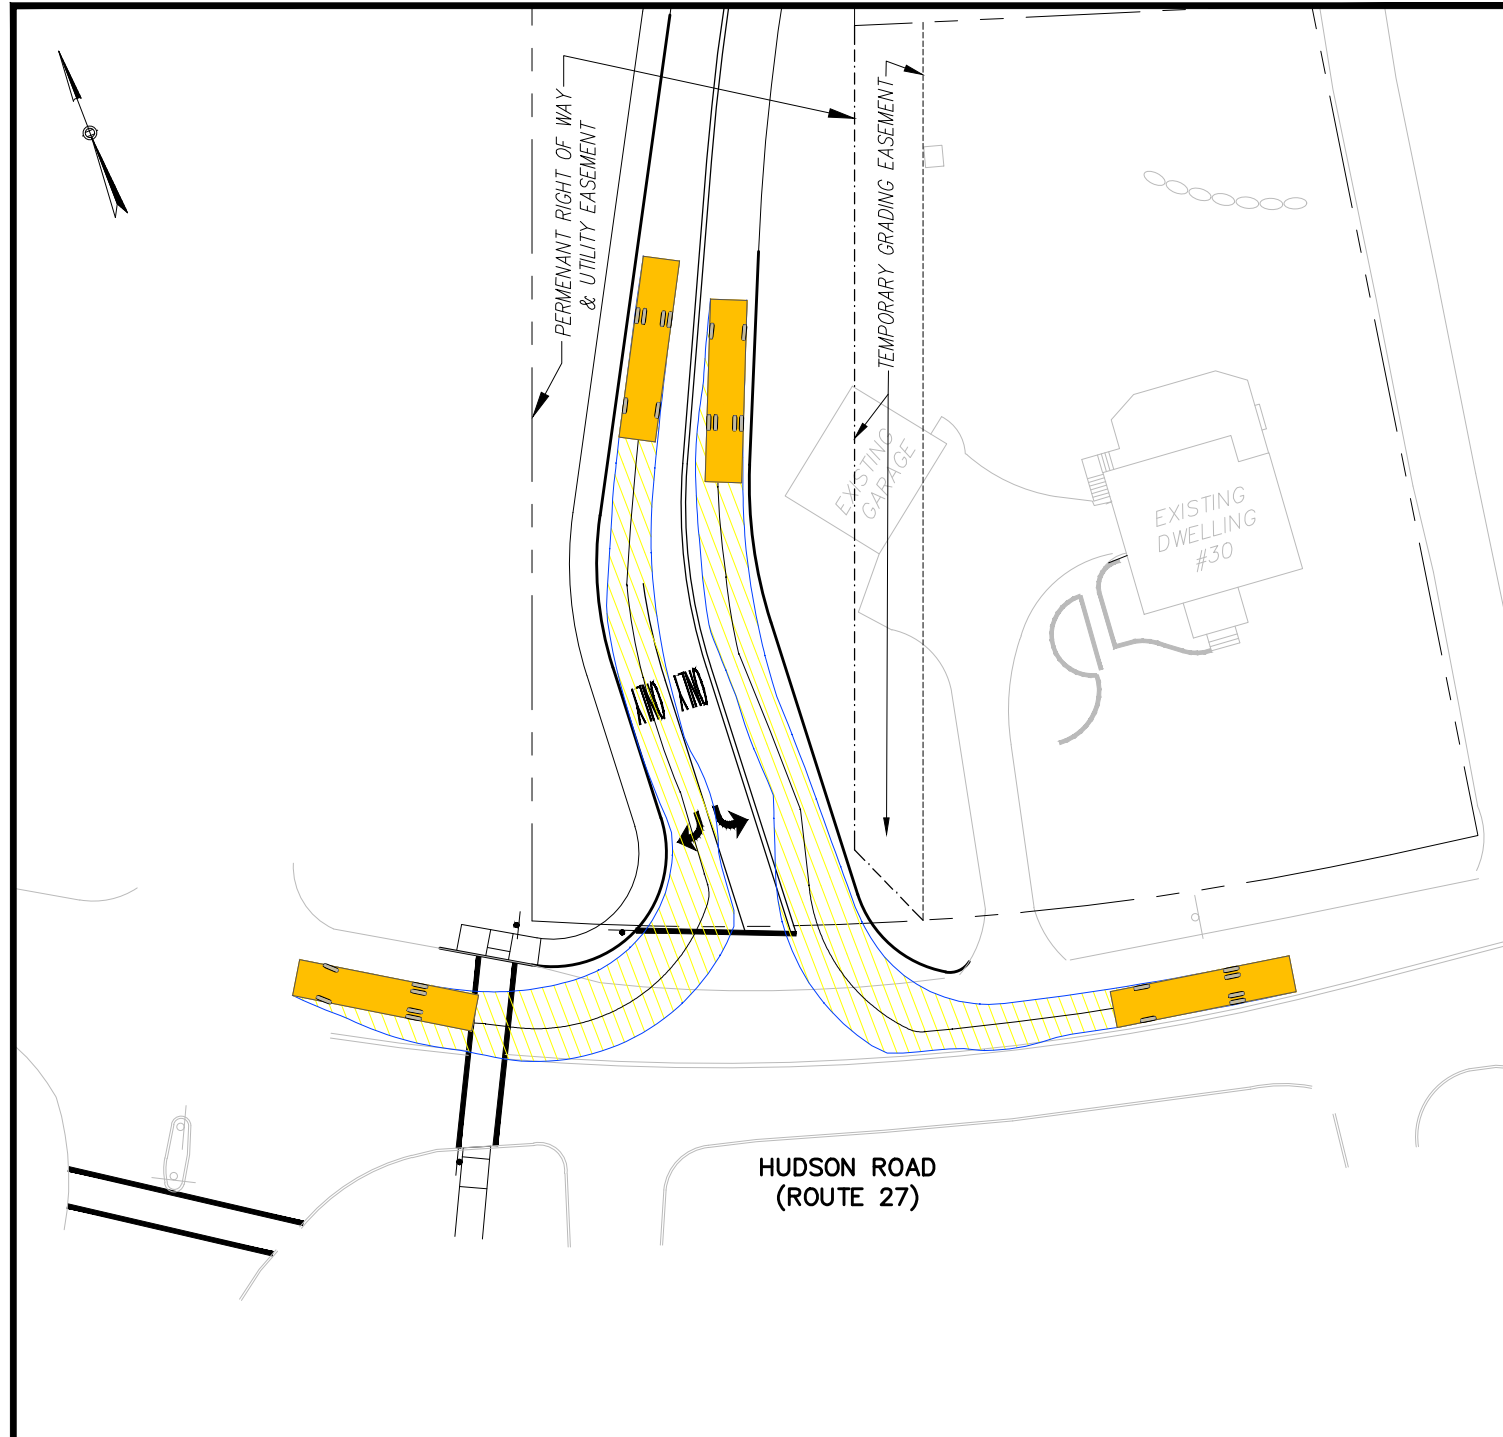 PERMENANT RIGHT OF WAY
& UTILITY EASEMENT
TEMPORARY GRADING EASEMENT
EXISTING
GARAGE
EXISTING
DWELLING
#30
ONLY
ONLY
HUDSON ROAD
(ROUTE 27)